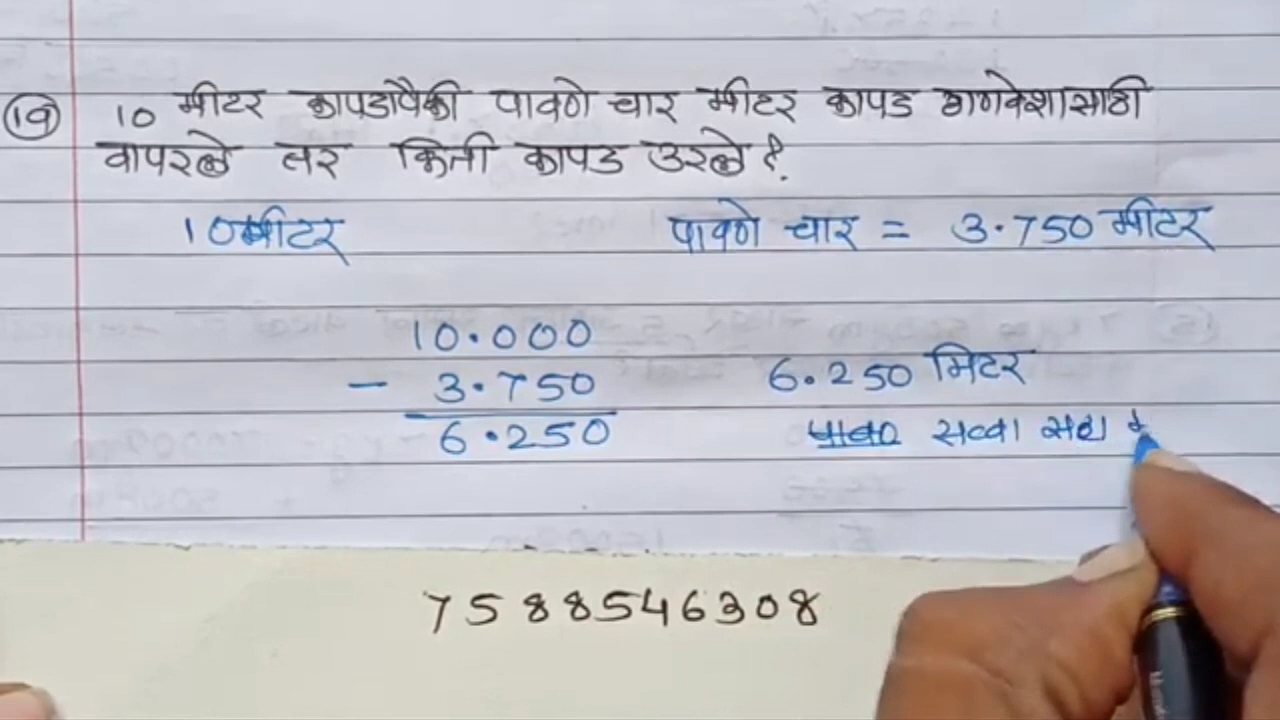 19 10 मीटर कापडापैकी पावणे चार मीटर कापड गणवेशासाठी
वापरले तर किती कापड उरले ?
10 मीटर पावणे चार = 3.750 मीटर
10.000
- 3.750 6.250 मिटर
6.250 सव्वा सहा
7588546308